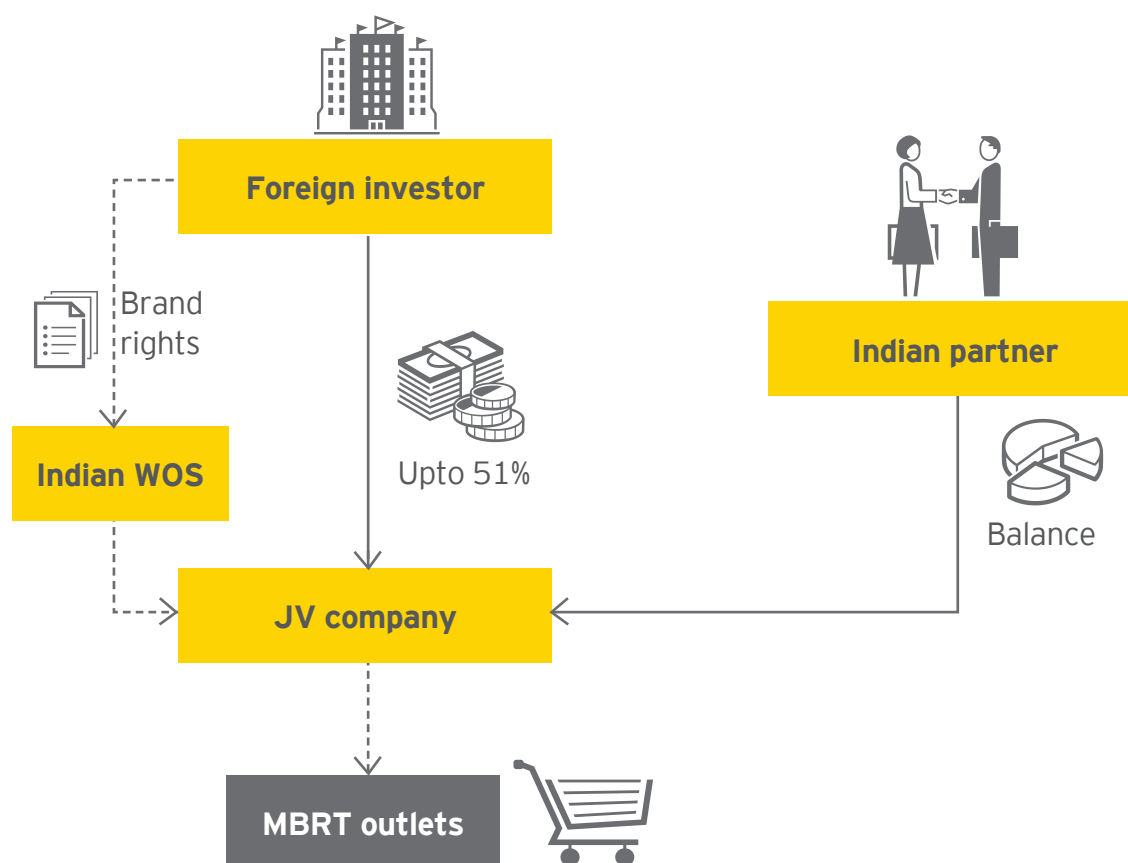 Foreign investor
Brand
rights
Indian partner
Indian WOS
Upto 51%
Balance
JV company
MBRT outlets